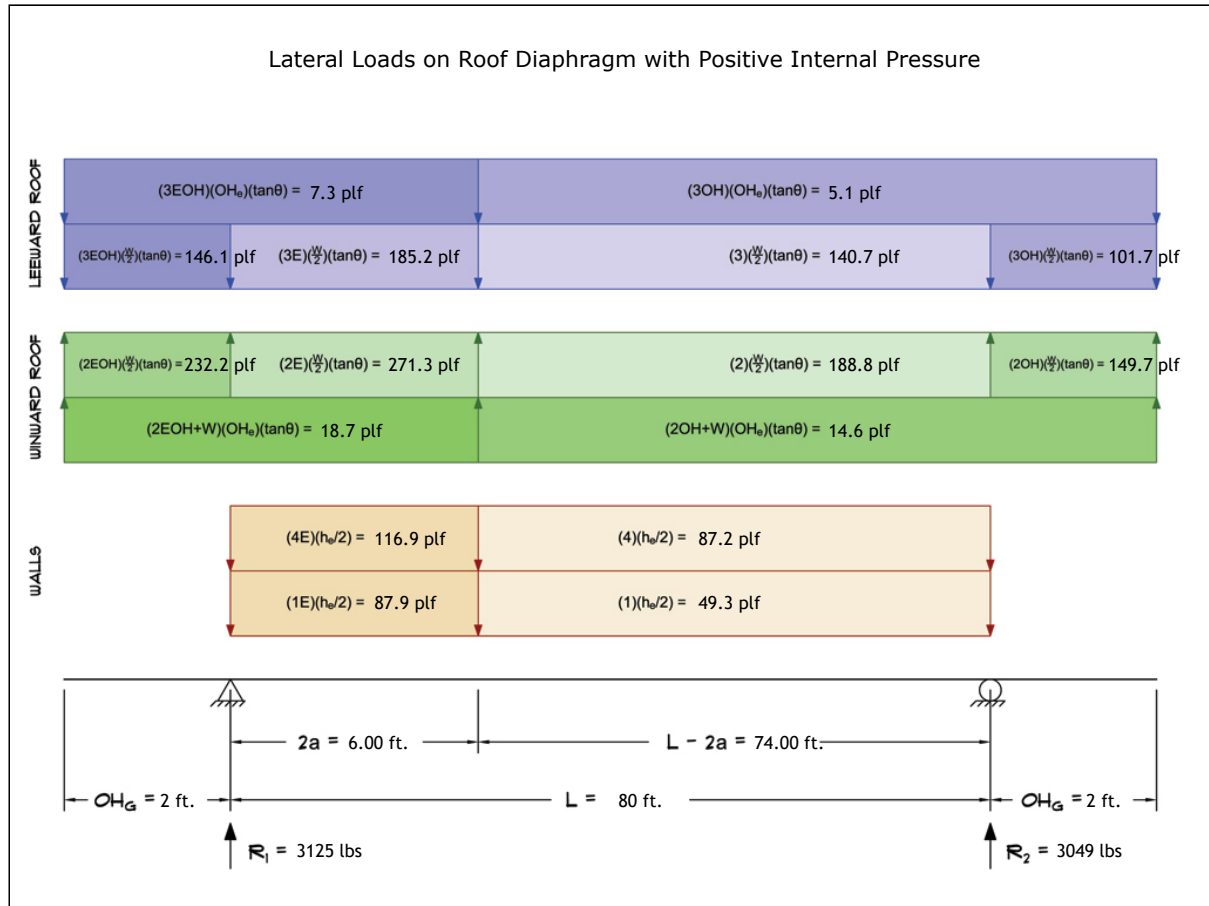 Lateral Loads on Roof Diaphragm with Positive Internal Pressure
LEEWARD ROOF
(3EOH)(OHₑ)(tanθ) = 7.3 plf
(3OH)(OHₑ)(tanθ) = 5.1 plf
(3EOH)(W/2)(tanθ) = 146.1 plf
(3E)(W/2)(tanθ) = 185.2 plf
(3)(W/2)(tanθ) = 140.7 plf
(3OH)(W/2)(tanθ) = 101.7 plf
WINWARD ROOF
(2EOH)(W/2)(tanθ) = 232.2 plf
(2E)(W/2)(tanθ) = 271.3 plf
(2)(W/2)(tanθ) = 188.8 plf
(2OH)(W/2)(tanθ) = 149.7 plf
(2EOH+W)(OHₑ)(tanθ) = 18.7 plf
(2OH+W)(OHₑ)(tanθ) = 14.6 plf
WALLS
(4E)(hₑ/2) = 116.9 plf
(4)(hₑ/2) = 87.2 plf
(1E)(hₑ/2) = 87.9 plf
(1)(hₑ/2) = 49.3 plf
2a = 6.00 ft.
L - 2a = 74.00 ft.
OH_G = 2 ft.
L = 80 ft.
OH_G = 2 ft.
R₁ = 3125 lbs
R₂ = 3049 lbs